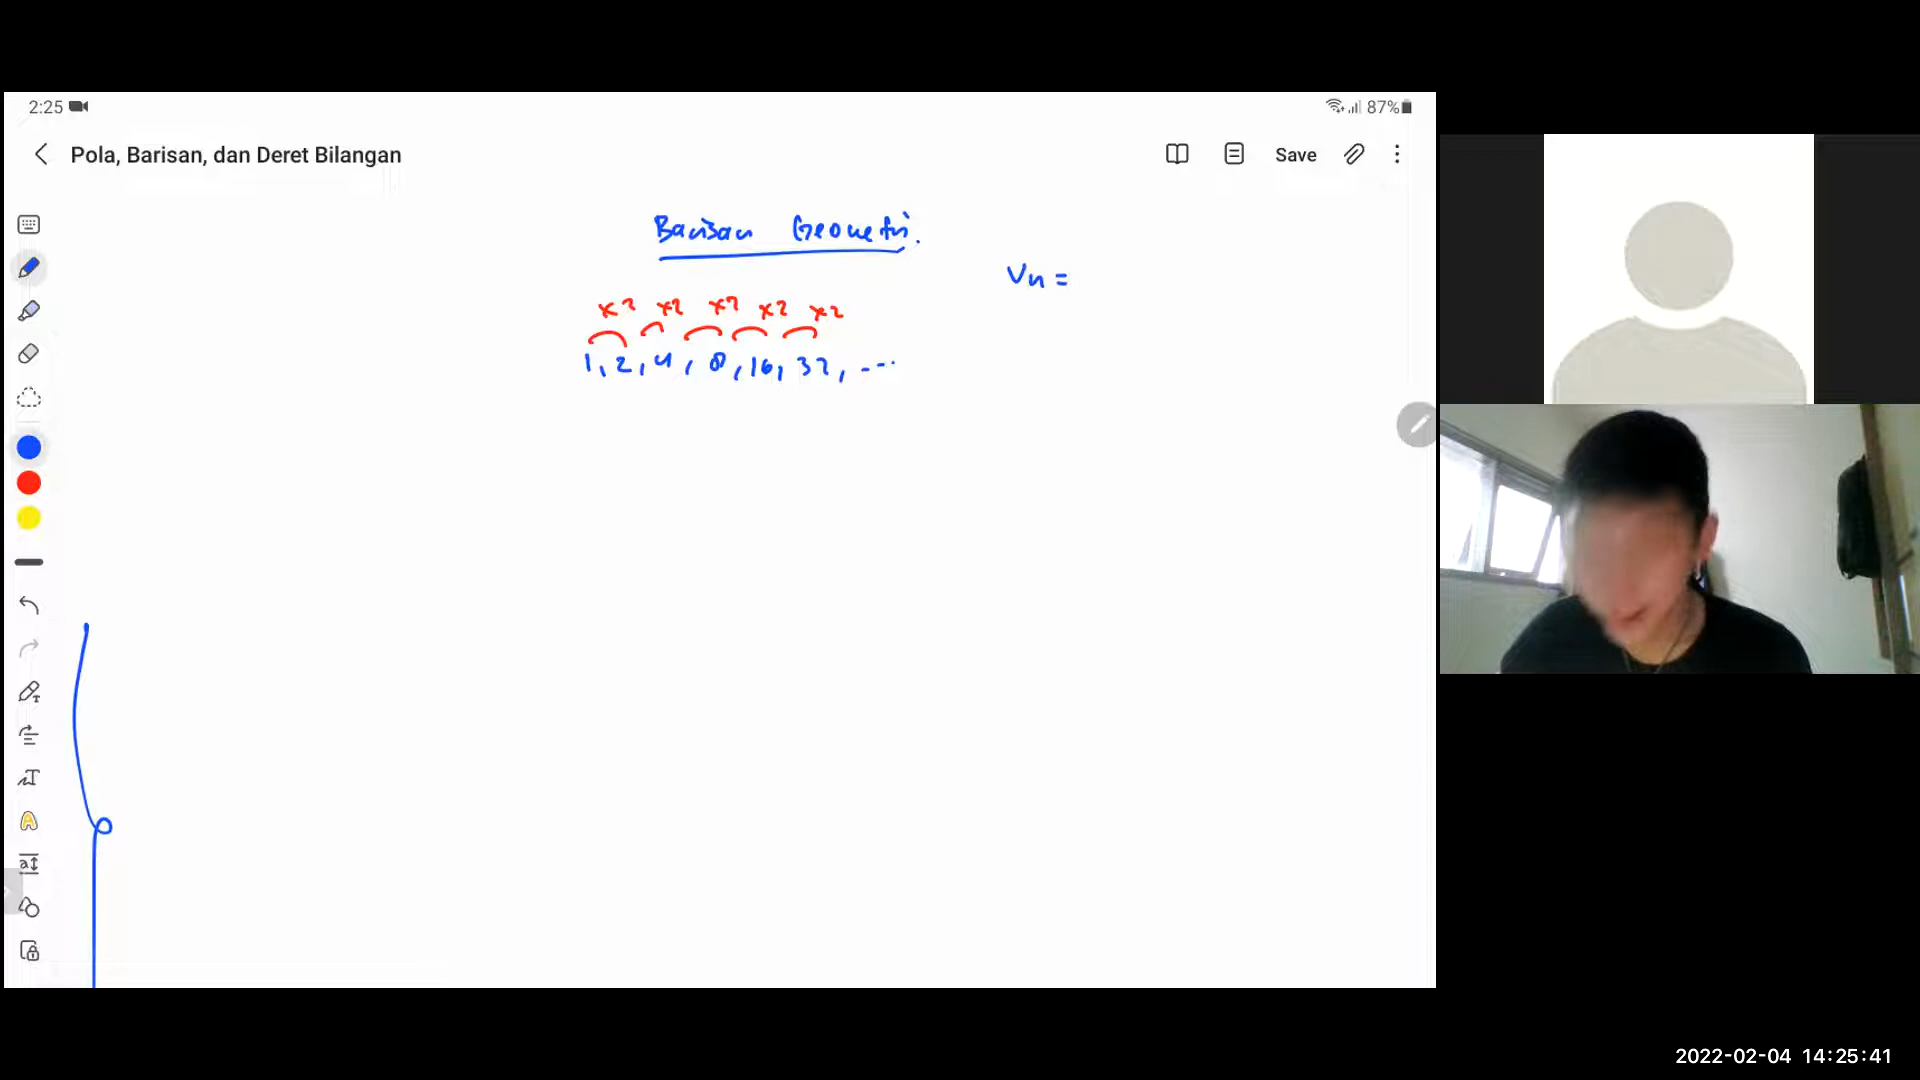 2:25 87%
Pola, Barisan, dan Deret Bilangan Save
Barisan Geometri.
Un =
x2 x2 x2 x2 x2
1, 2, 4, 8, 16, 32, ...
2022-02-04 14:25:41